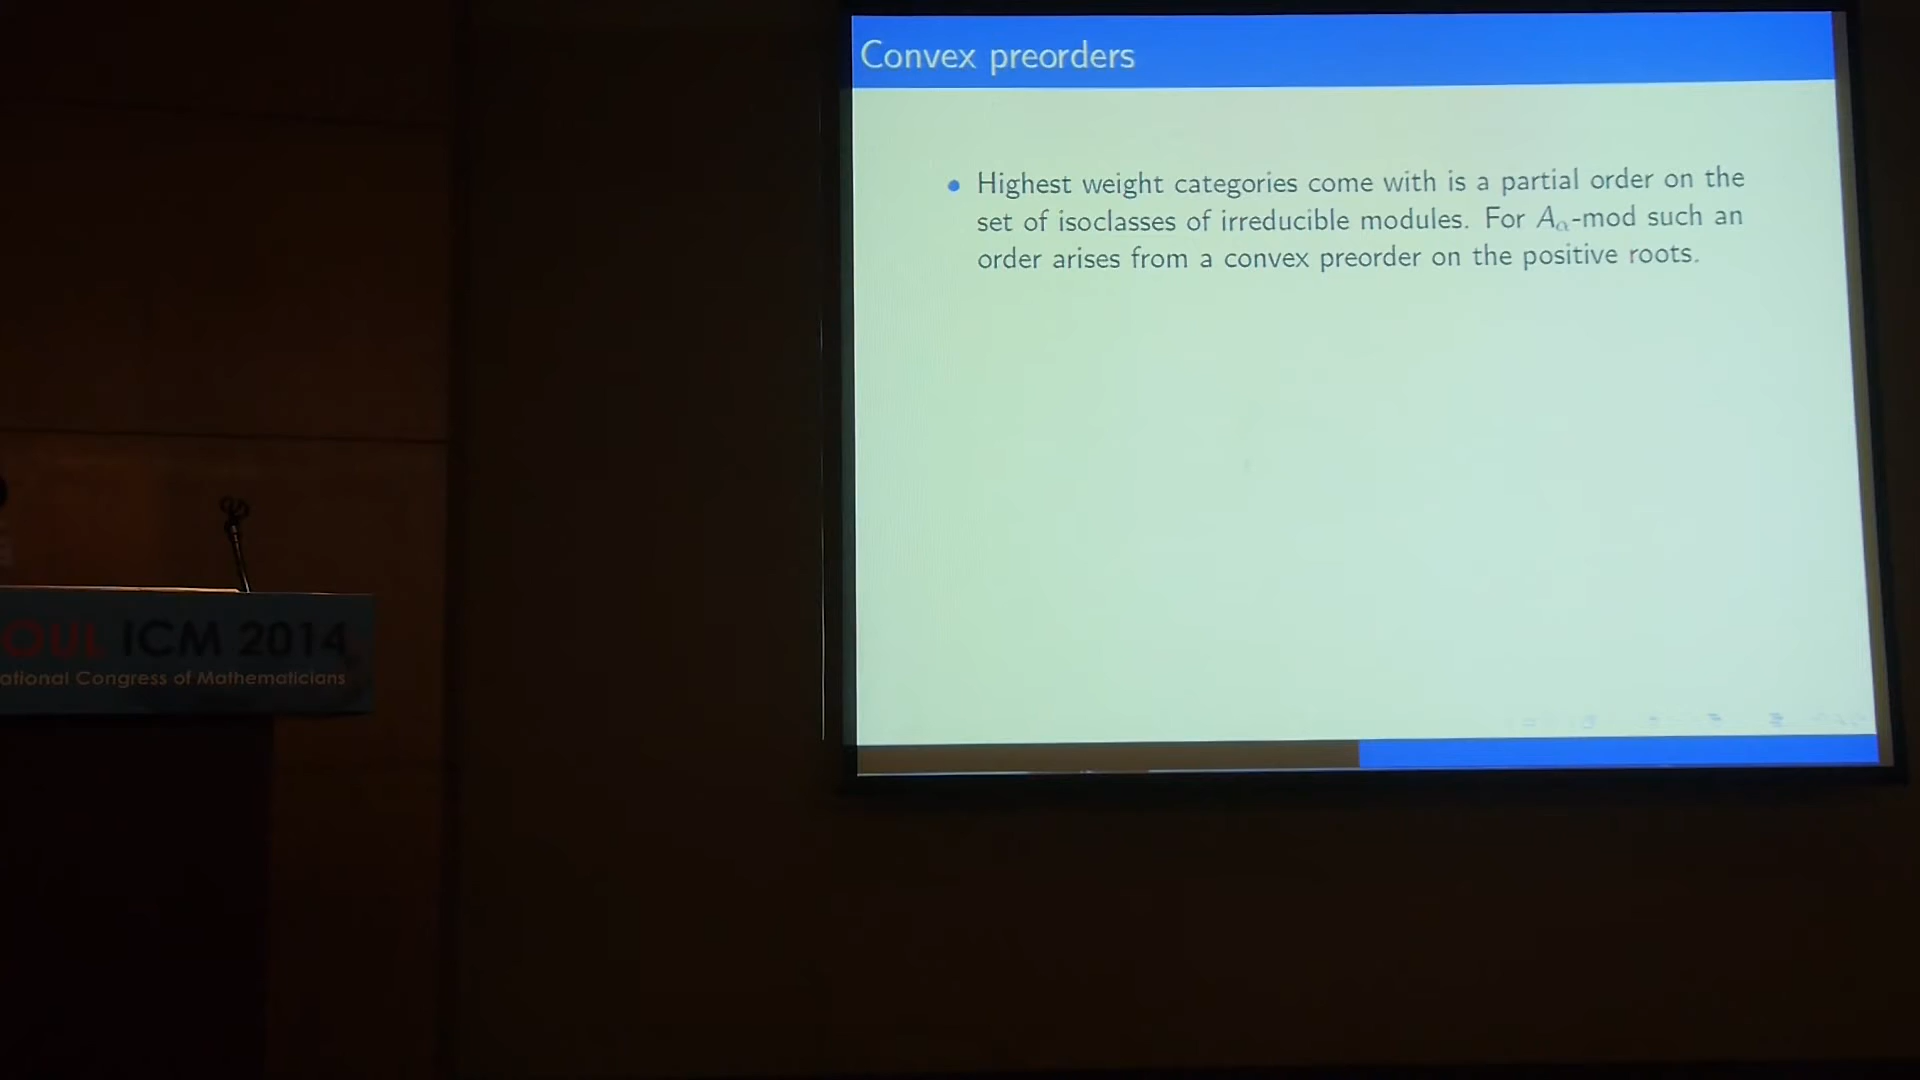 Convex preorders
• Highest weight categories come with is a partial order on the
set of isoclasses of irreducible modules. For Aα-mod such an
order arises from a convex preorder on the positive roots.
OUL ICM 2014
ational Congress of Mathematicians